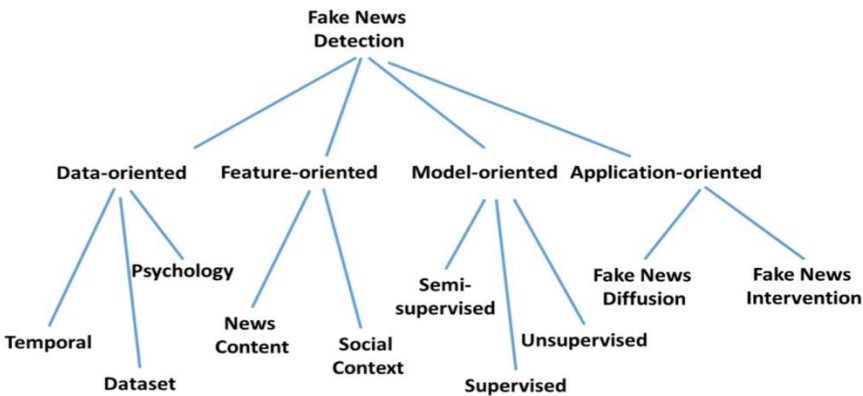 Fake News
Detection
Data-oriented
Feature-oriented
Model-oriented
Application-oriented
Psychology
Temporal
Dataset
News
Content
Social
Context
Semi-
supervised
Unsupervised
Supervised
Fake News
Diffusion
Fake News
Intervention